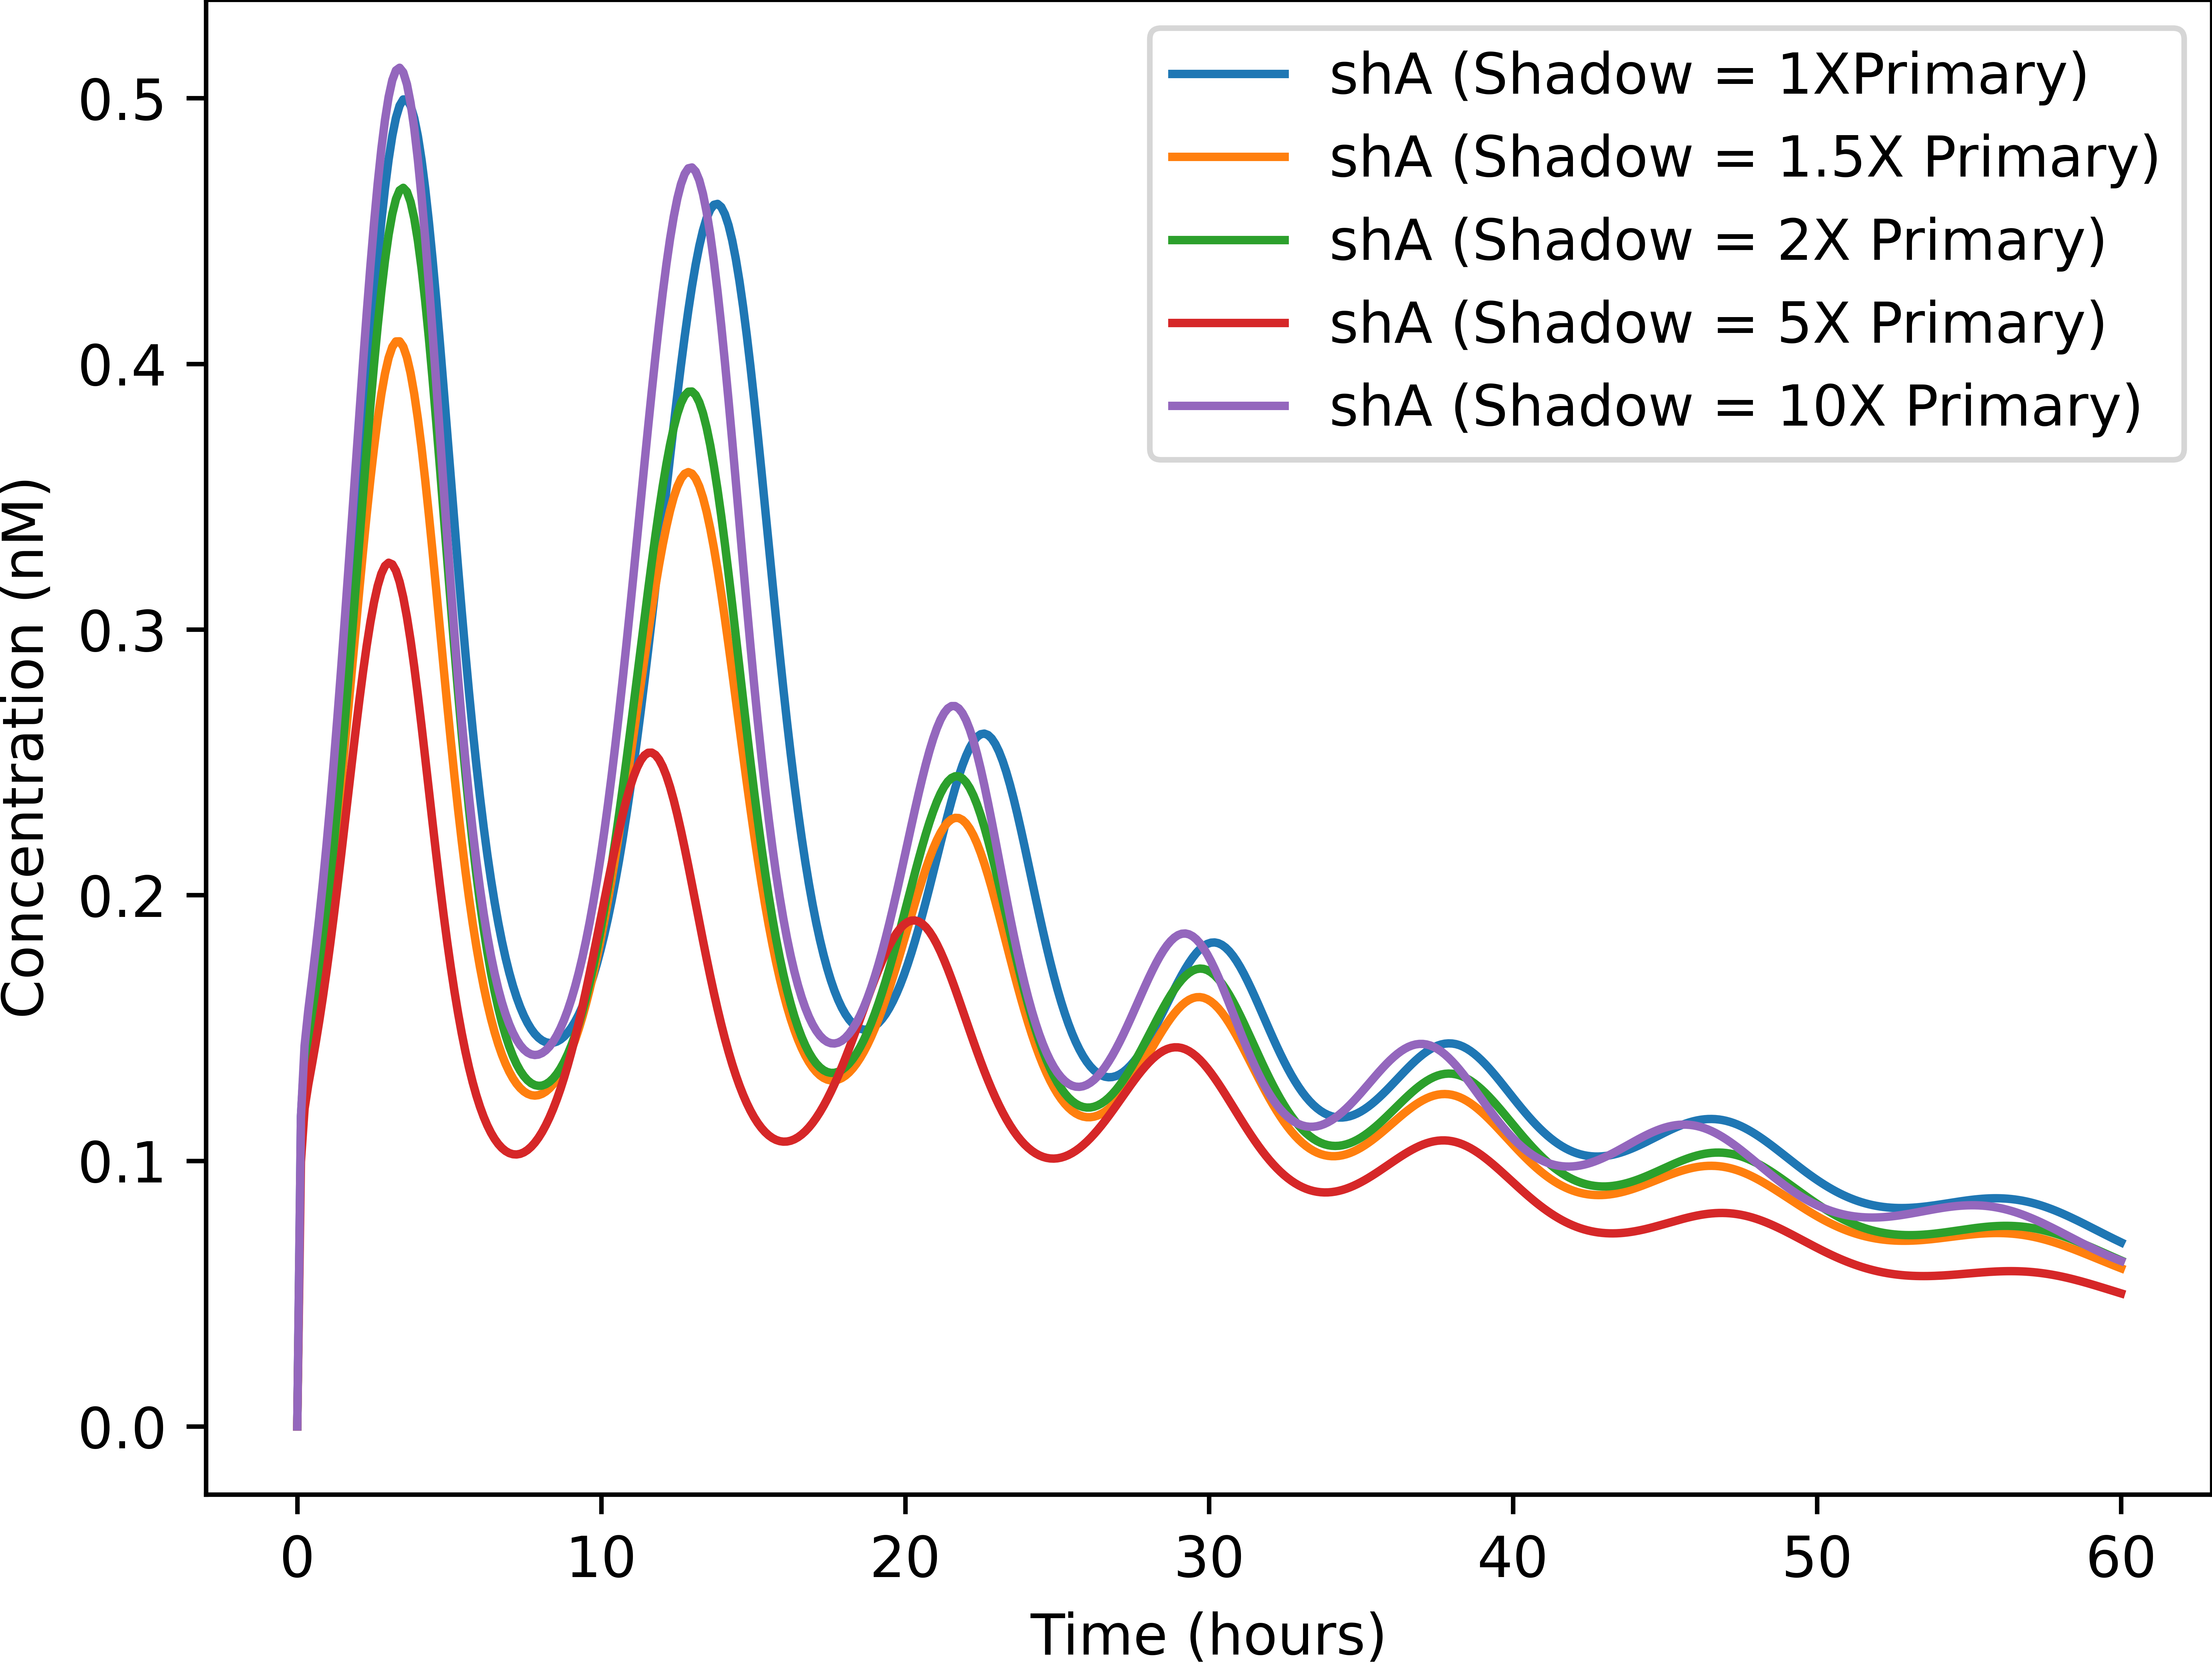 shA (Shadow = 1XPrimary)
shA (Shadow = 1.5X Primary)
shA (Shadow = 2X Primary)
shA (Shadow = 5X Primary)
shA (Shadow = 10X Primary)
Concentration (nM)
0.5
0.4
0.3
0.2
0.1
0.0
0 10 20 30 40 50 60
Time (hours)